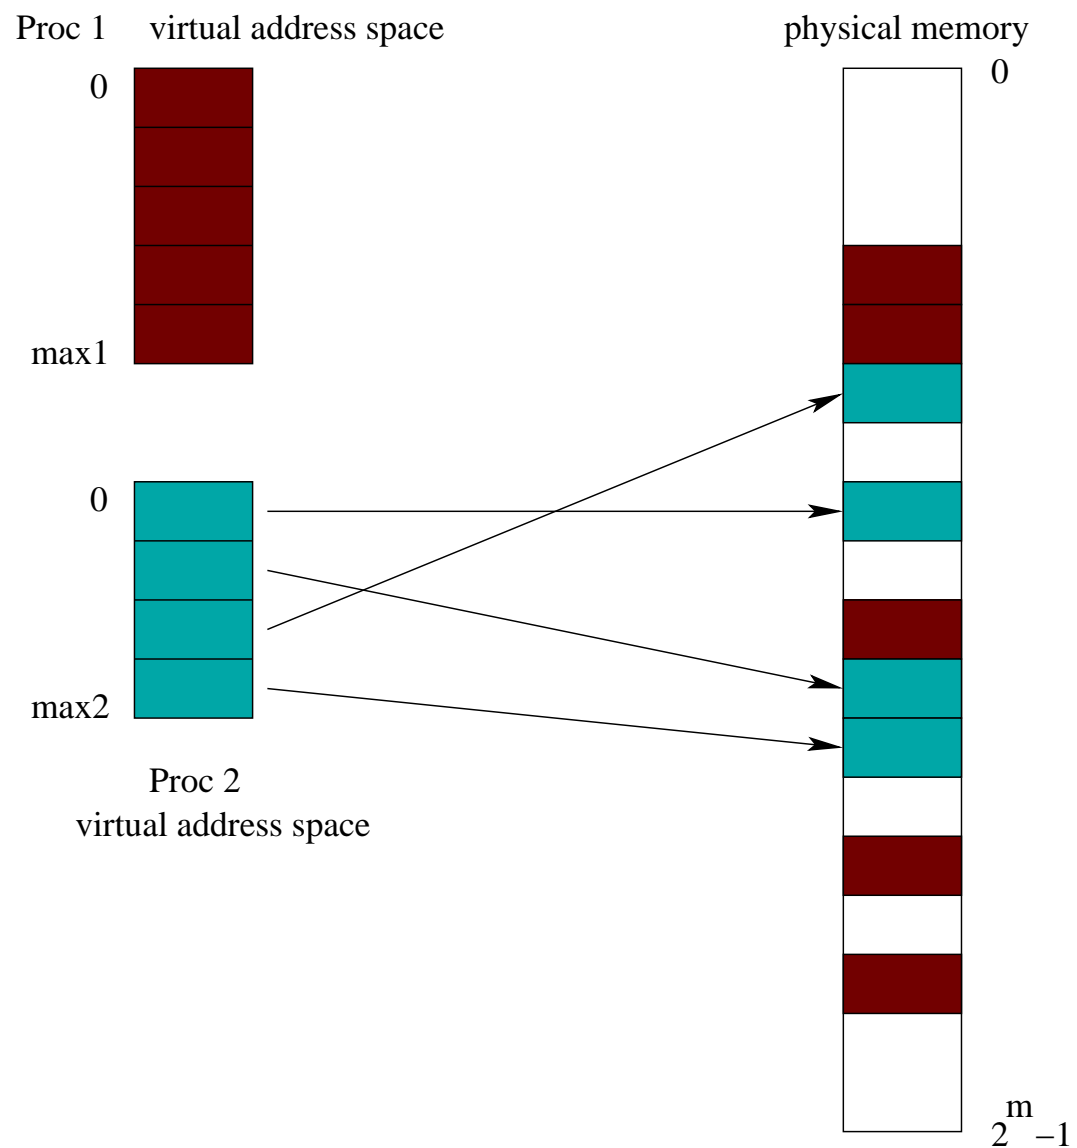 Proc 1 virtual address space
physical memory
0
0
max1
0
max2
Proc 2
virtual address space
2^m −1